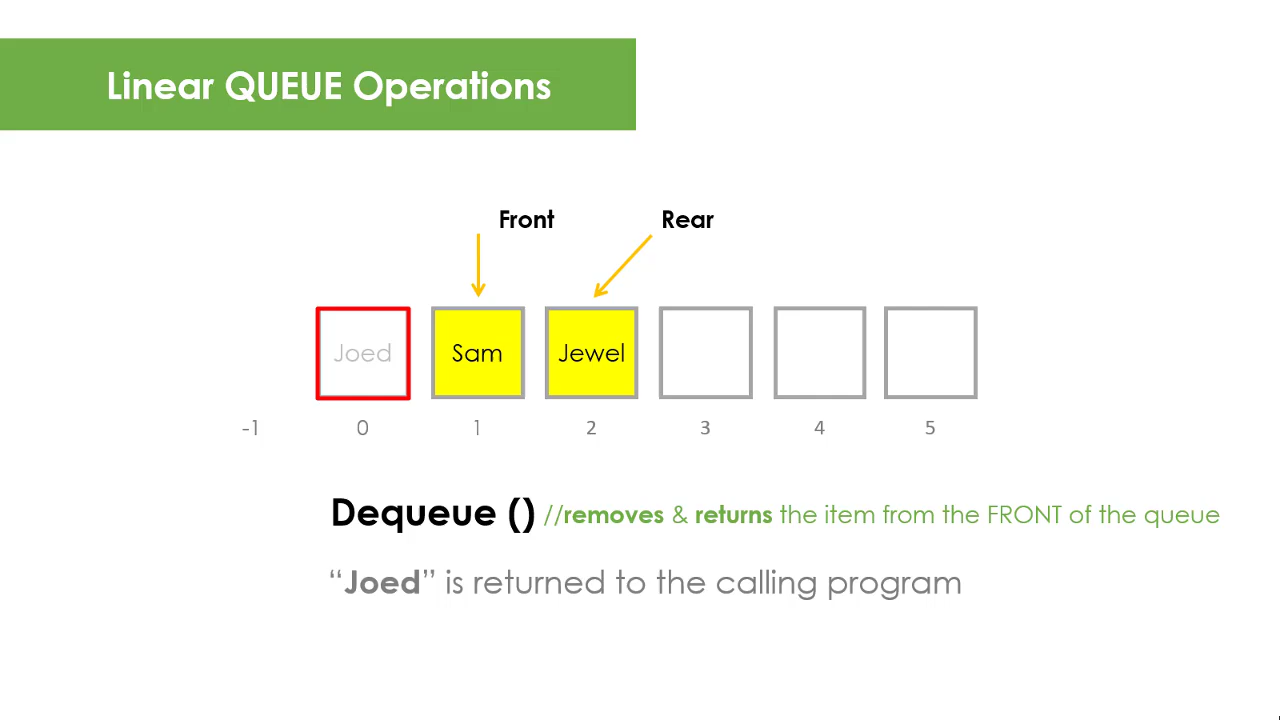 Linear QUEUE Operations
Front Rear
Joed Sam Jewel
-1 0 1 2 3 4 5
Dequeue () //removes & returns the item from the FRONT of the queue
“Joed” is returned to the calling program